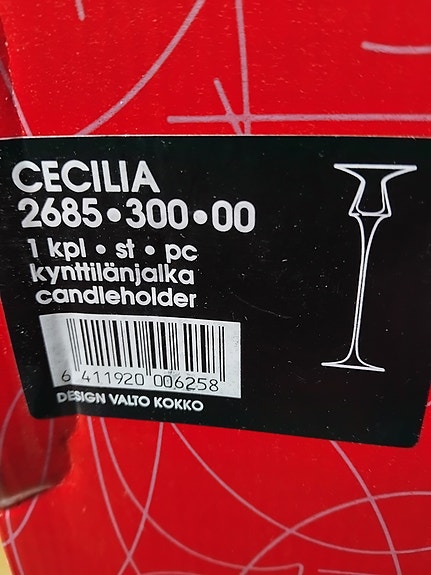 CECILIA
2685•300•00
1 kpl • st • pc
kynttilänjalka
candleholder
6 411920 006258
DESIGN VALTO KOKKO